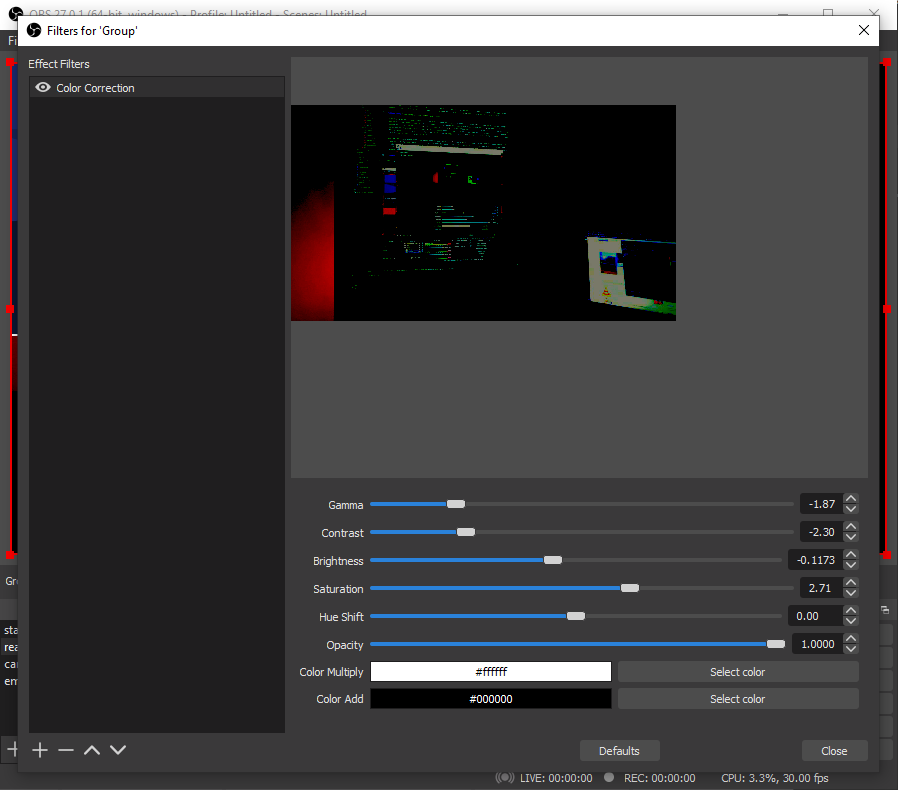 OBS 27.0.1 (64-bit, windows) - Profile: Untitled - Scenes: Untitled
Filters for 'Group'
Fi
Effect Filters
Color Correction
Gamma -1.87
Contrast -2.30
Brightness -0.1173
Saturation 2.71
Hue Shift 0.00
Opacity 1.0000
Color Multiply #ffffff Select color
Color Add #000000 Select color
Gr
sta
rea
ca
em
Defaults Close
LIVE: 00:00:00 REC: 00:00:00 CPU: 3.3%, 30.00 fps